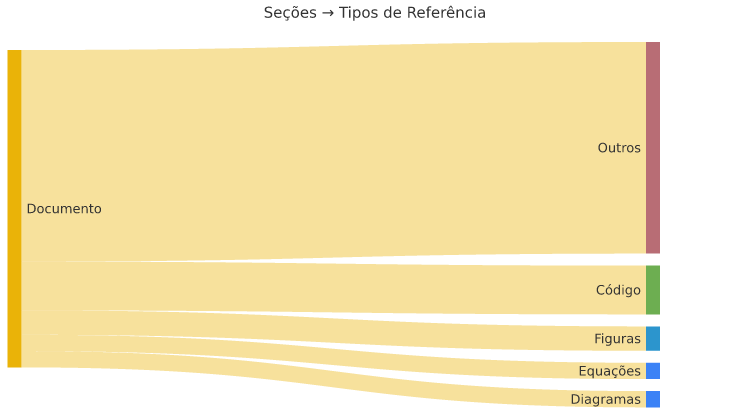 Seções → Tipos de Referência
Outros
Documento
Código
Figuras
Equações
Diagramas